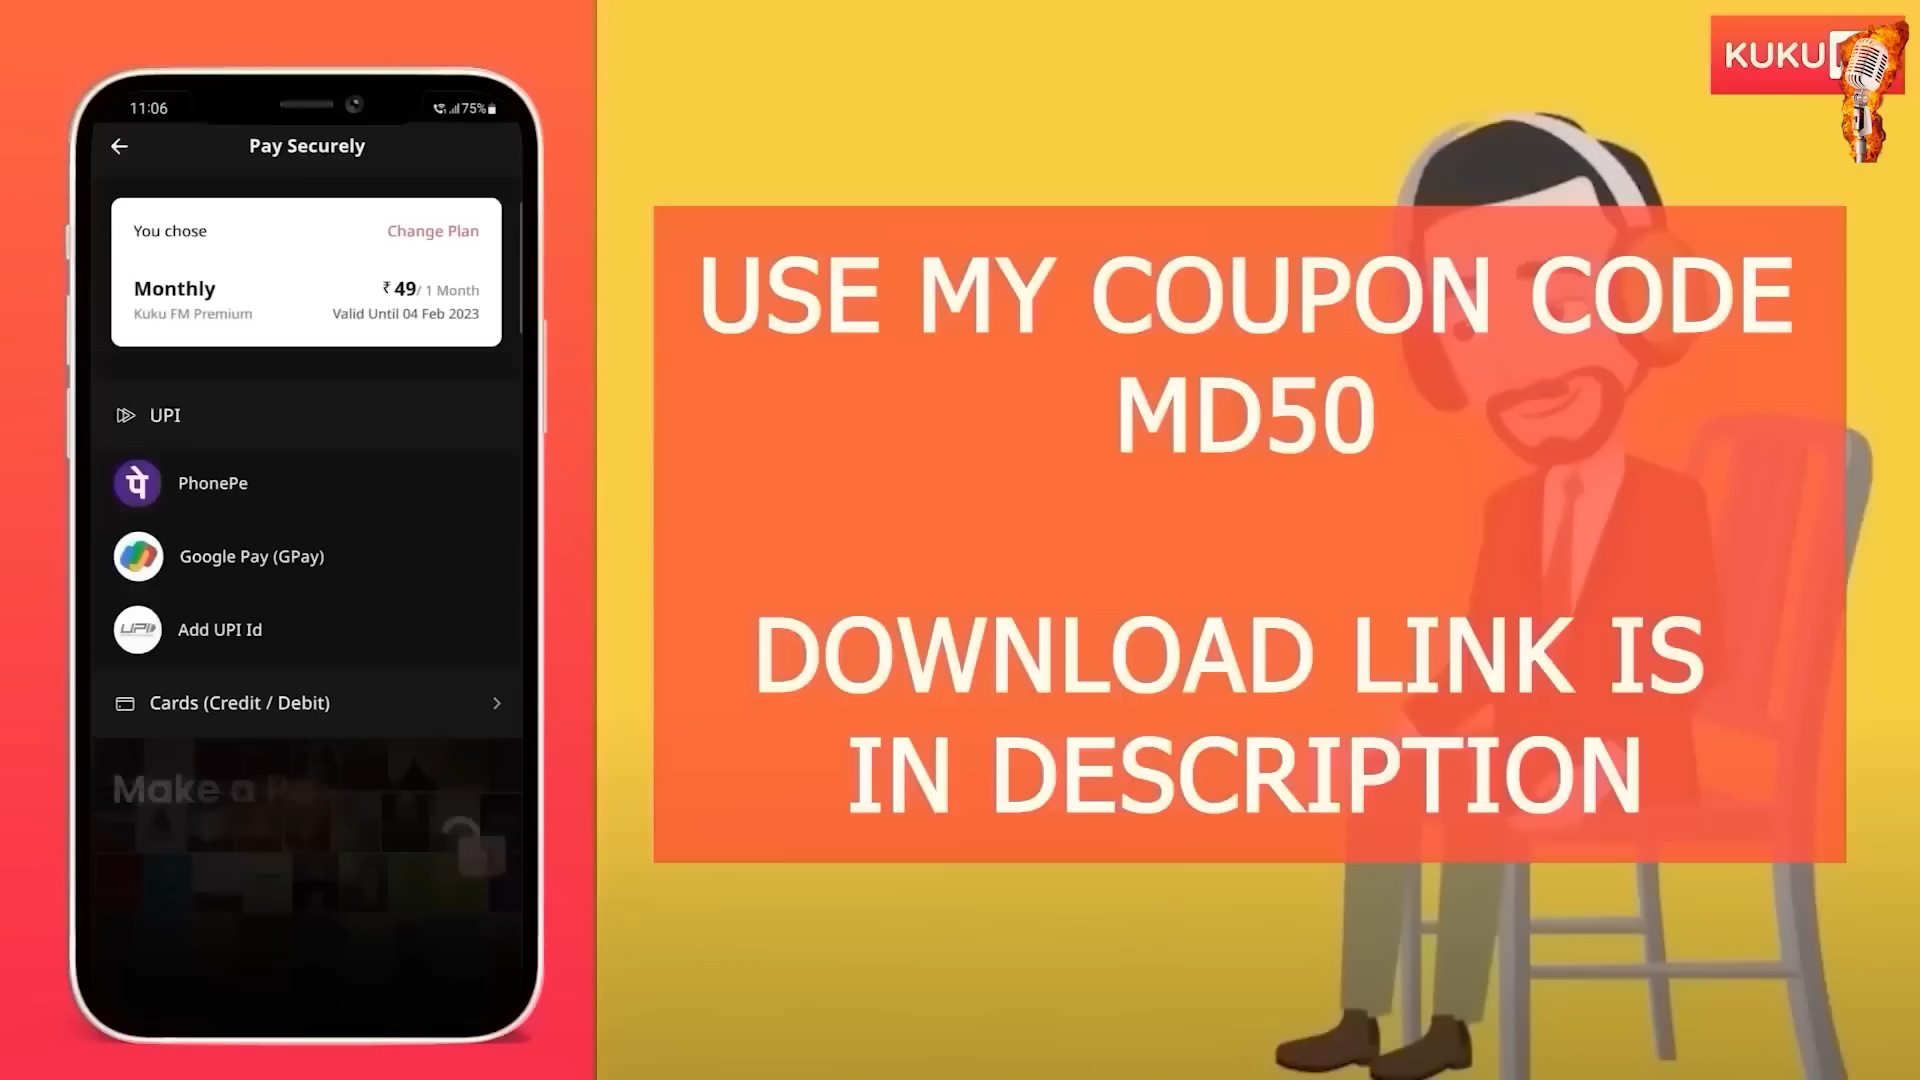 11:06
75%
Pay Securely
You chose
Change Plan
Monthly
₹ 49/ 1 Month
Kuku FM Premium
Valid Until 04 Feb 2023
UPI
पे
PhonePe
Google Pay (GPay)
UPI
Add UPI Id
Cards (Credit / Debit)
Make a
KUKU
USE MY COUPON CODE
MD50
DOWNLOAD LINK IS
IN DESCRIPTION